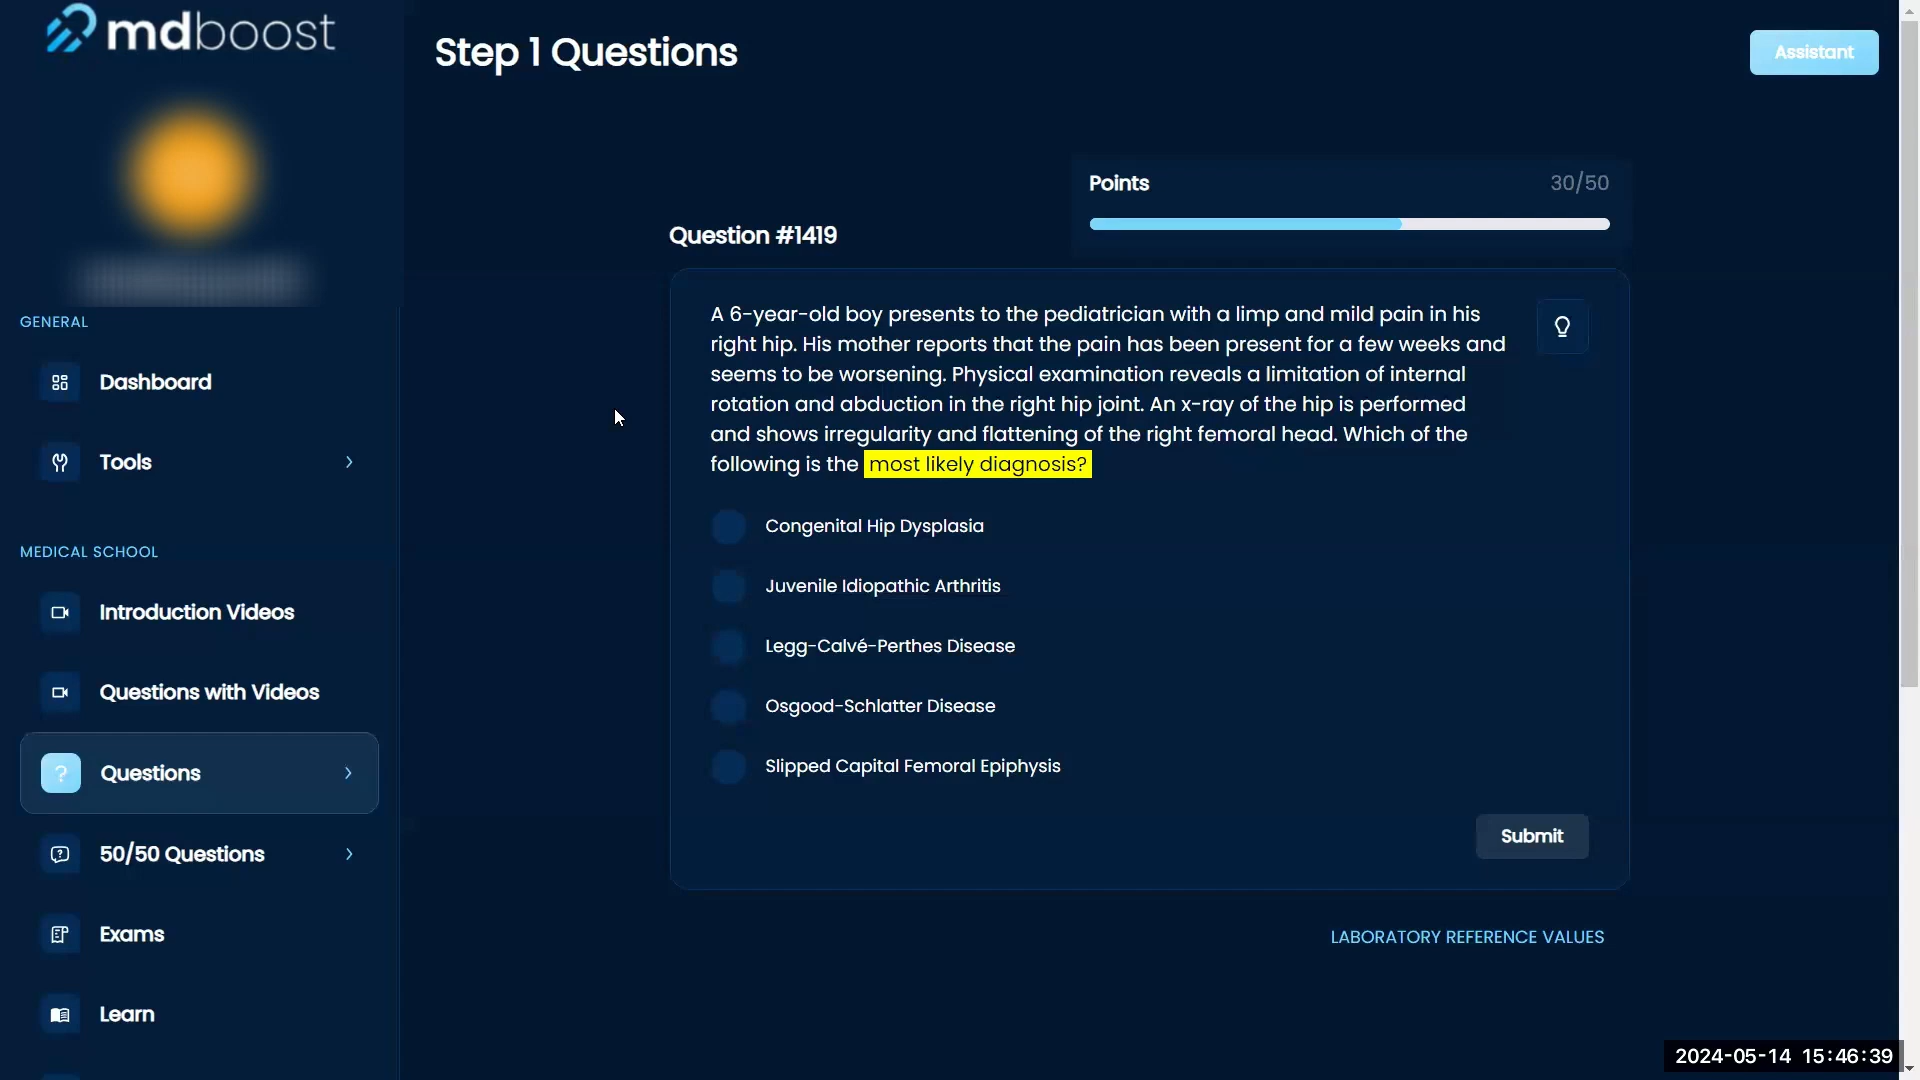 mdboost
Step 1 Questions
Assistant
Points 30/50
Question #1419
A 6-year-old boy presents to the pediatrician with a limp and mild pain in his
right hip. His mother reports that the pain has been present for a few weeks and
seems to be worsening. Physical examination reveals a limitation of internal
rotation and abduction in the right hip joint. An x-ray of the hip is performed
and shows irregularity and flattening of the right femoral head. Which of the
following is the most likely diagnosis?
Congenital Hip Dysplasia
Juvenile Idiopathic Arthritis
Legg-Calvé-Perthes Disease
Osgood-Schlatter Disease
Slipped Capital Femoral Epiphysis
Submit
LABORATORY REFERENCE VALUES
GENERAL
Dashboard
Tools
MEDICAL SCHOOL
Introduction Videos
Questions with Videos
Questions
50/50 Questions
Exams
Learn
2024-05-14 15:46:39